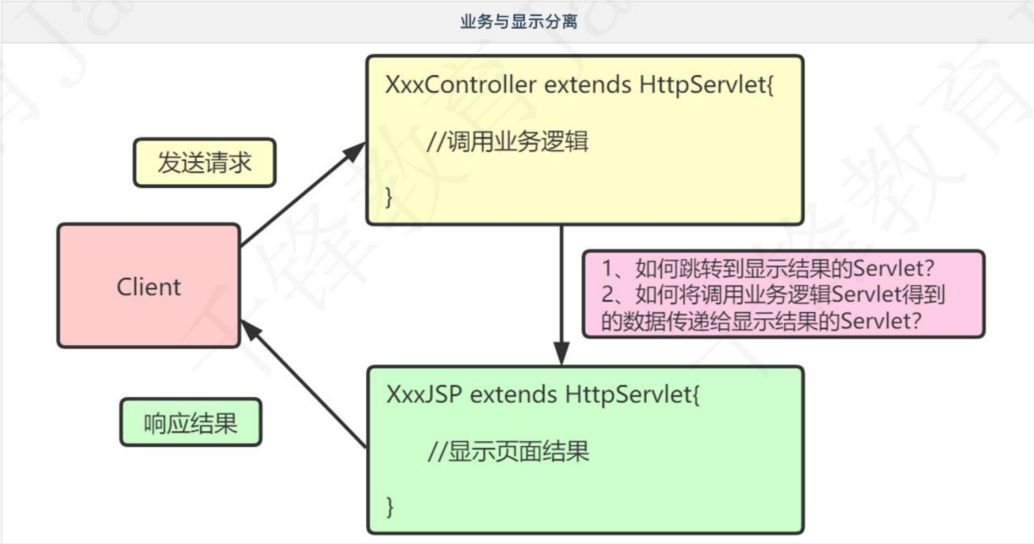 业务与显示分离
XxxController extends HttpServlet{
//调用业务逻辑
}
发送请求
Client
1、如何跳转到显示结果的Servlet?
2、如何将调用业务逻辑Servlet得到
的数据传递给显示结果的Servlet?
XxxJSP extends HttpServlet{
//显示页面结果
}
响应结果
千锋教育